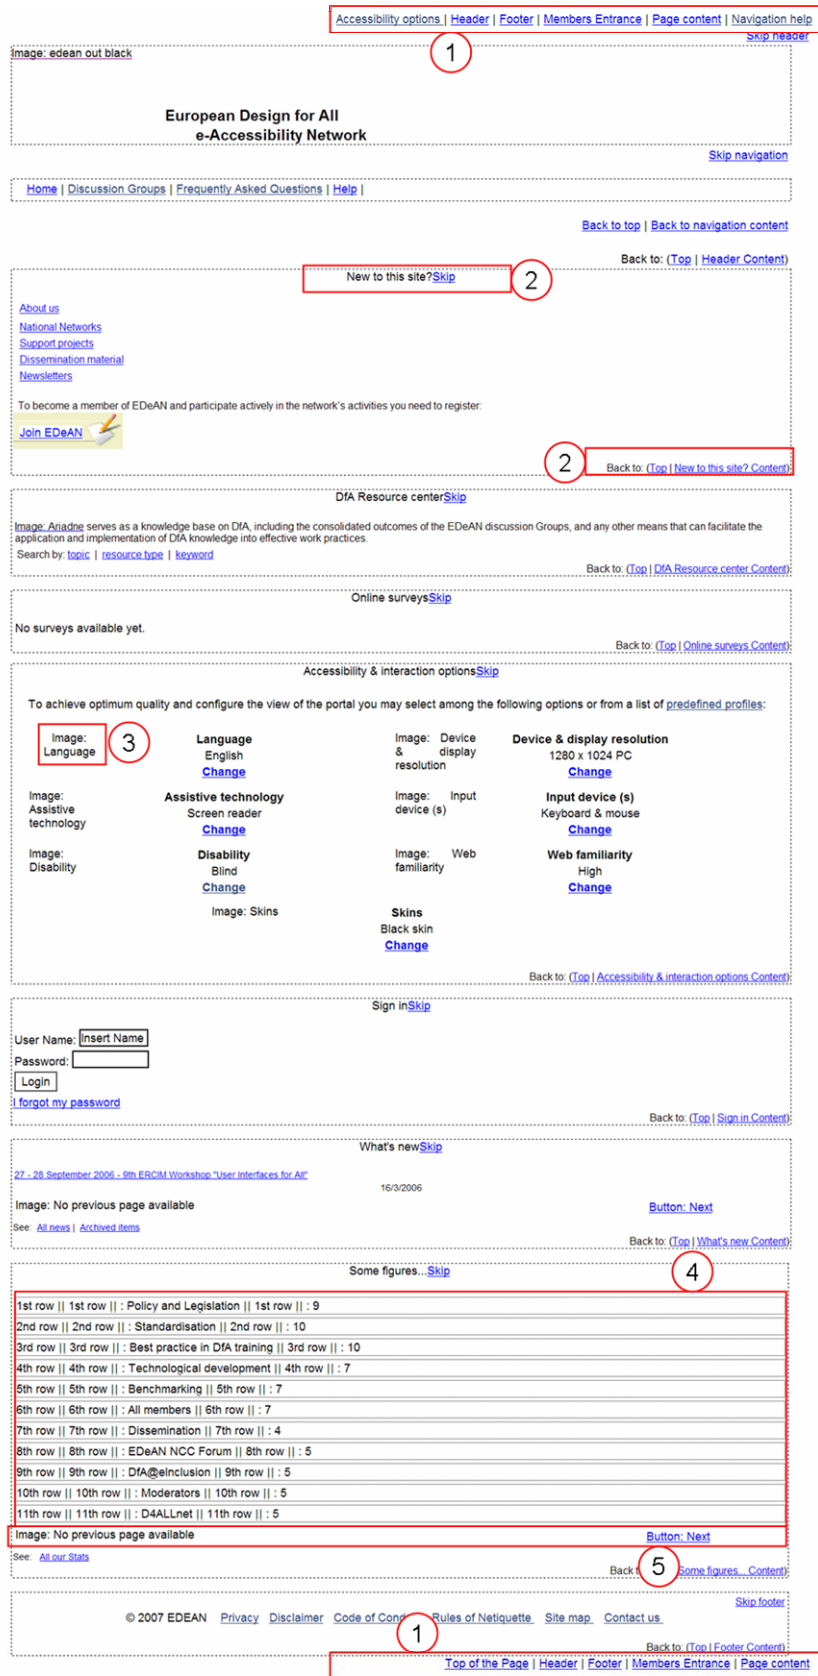 Accessibility options | Header | Footer | Members Entrance | Page content | Navigation help
1
Skip header
Image: edean out black
European Design for All
e-Accessibility Network
Skip navigation
Home | Discussion Groups | Frequently Asked Questions | Help |
Back to top | Back to navigation content
Back to: (Top | Header Content)
New to this site?Skip
2
About us
National Networks
Support projects
Dissemination material
Newsletters
To become a member of EDeAN and participate actively in the network's activities you need to register:
Join EDeAN
2
Back to: (Top | New to this site? Content)
DfA Resource centerSkip
Image: Ariadne serves as a knowledge base on DfA, including the consolidated outcomes of the EDeAN discussion Groups, and any other means that can facilitate the
application and implementation of DfA knowledge into effective work practices.
Search by: topic | resource type | keyword
Back to: (Top | DfA Resource center Content)
Online surveysSkip
No surveys available yet.
Back to: (Top | Online surveys Content)
Accessibility & interaction optionsSkip
To achieve optimum quality and configure the view of the portal you may select among the following options or from a list of predefined profiles:
Image: Language
3
Language
English
Change
Image: Device & display resolution
Device & display resolution
1280 x 1024 PC
Change
Image: Assistive technology
Assistive technology
Screen reader
Change
Image: Input device (s)
Input device (s)
Keyboard & mouse
Change
Image: Disability
Disability
Blind
Change
Image: Web familiarity
Web familiarity
High
Change
Image: Skins
Skins
Black skin
Change
Back to: (Top | Accessibility & interaction options Content)
Sign inSkip
User Name: Insert Name
Password:
Login
I forgot my password
Back to: (Top | Sign in Content)
What's newSkip
27 - 28 September 2006 - 9th ERCIM Workshop "User Interfaces for All"
16/3/2006
Image: No previous page available
Button: Next
See: All news | Archived items
Back to: (Top | What's new Content)
Some figures...Skip
4
1st row || 1st row || : Policy and Legislation || 1st row || : 9
2nd row || 2nd row || : Standardisation || 2nd row || : 10
3rd row || 3rd row || : Best practice in DfA training || 3rd row || : 10
4th row || 4th row || : Technological development || 4th row || : 7
5th row || 5th row || : Benchmarking || 5th row || : 7
6th row || 6th row || : All members || 6th row || : 7
7th row || 7th row || : Dissemination || 7th row || : 4
8th row || 8th row || : EDeAN NCC Forum || 8th row || : 5
9th row || 9th row || : DfA@eInclusion || 9th row || : 5
10th row || 10th row || : Moderators || 10th row || : 5
11th row || 11th row || : D4ALLnet || 11th row || : 5
Image: No previous page available
Button: Next
See: All our Stats
Back 5 Some figures... Content)
Skip footer
© 2007 EDEAN Privacy Disclaimer Code of Rules of Netiquette Site map Contact us
1
Back to: (Top | Footer Content)
Top of the Page | Header | Footer | Members Entrance | Page content